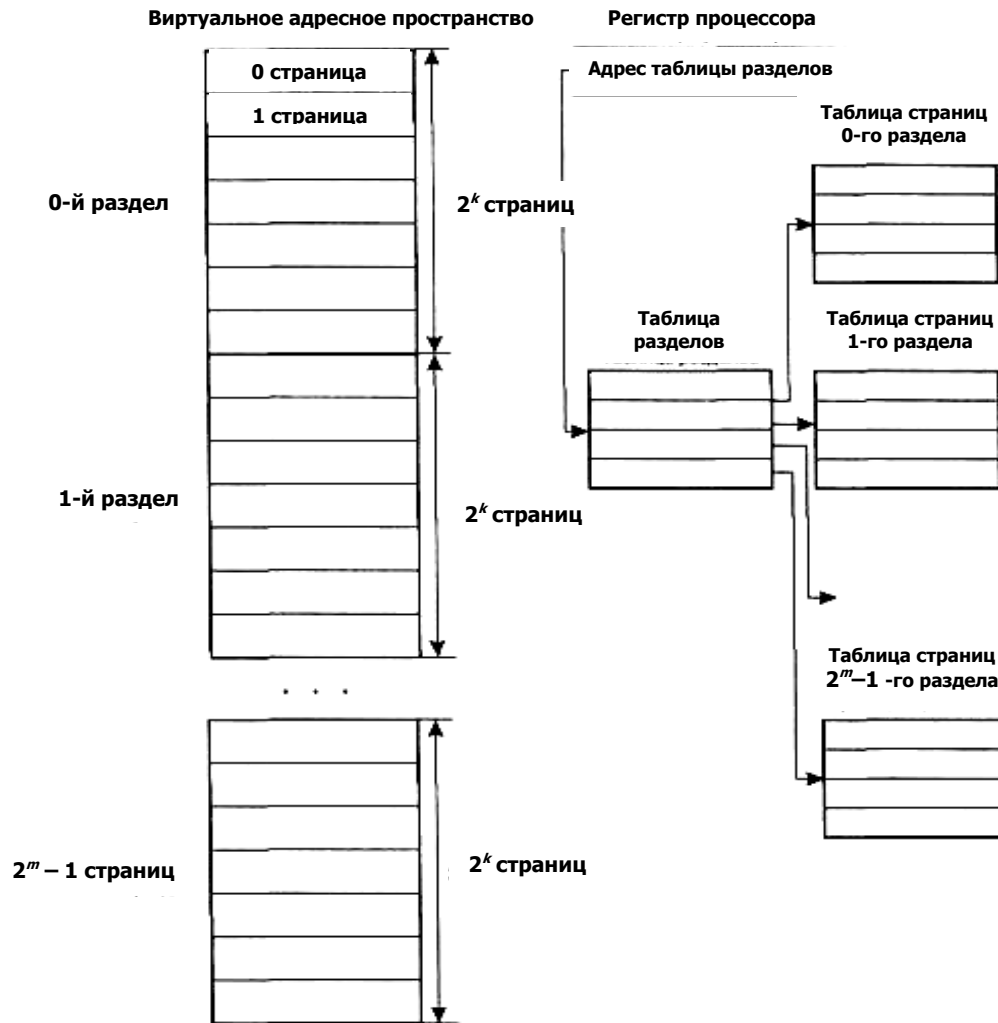 Виртуальное адресное пространство
Регистр процессора
0 страница
1 страница
Адрес таблицы разделов
Таблица страниц
0-го раздела
0-й раздел
2^k страниц
Таблица
разделов
Таблица страниц
1-го раздела
1-й раздел
2^k страниц
Таблица страниц
2^m–1 -го раздела
. . .
2^m – 1 страниц
2^k страниц